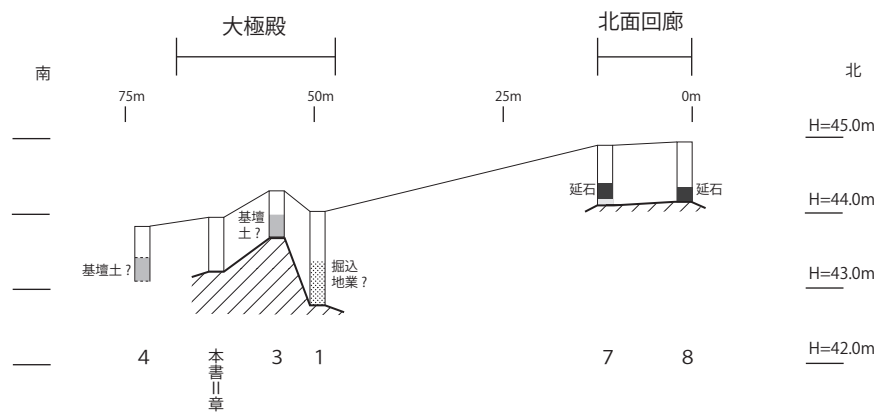 大極殿
北面回廊
南
北
75m
50m
25m
0m
H=45.0m
延石
延石
H=44.0m
基壇
土？
基壇土？
掘込
地業？
H=43.0m
H=42.0m
4
本書Ⅱ章
3
1
7
8